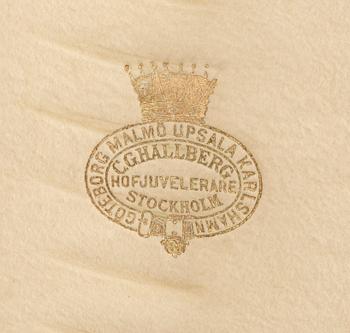 GÖTEBORG MALMÖ UPSALA KARLSHAMN
C.G.HALLBERG
HOFJUVELERARE
STOCKHOLM